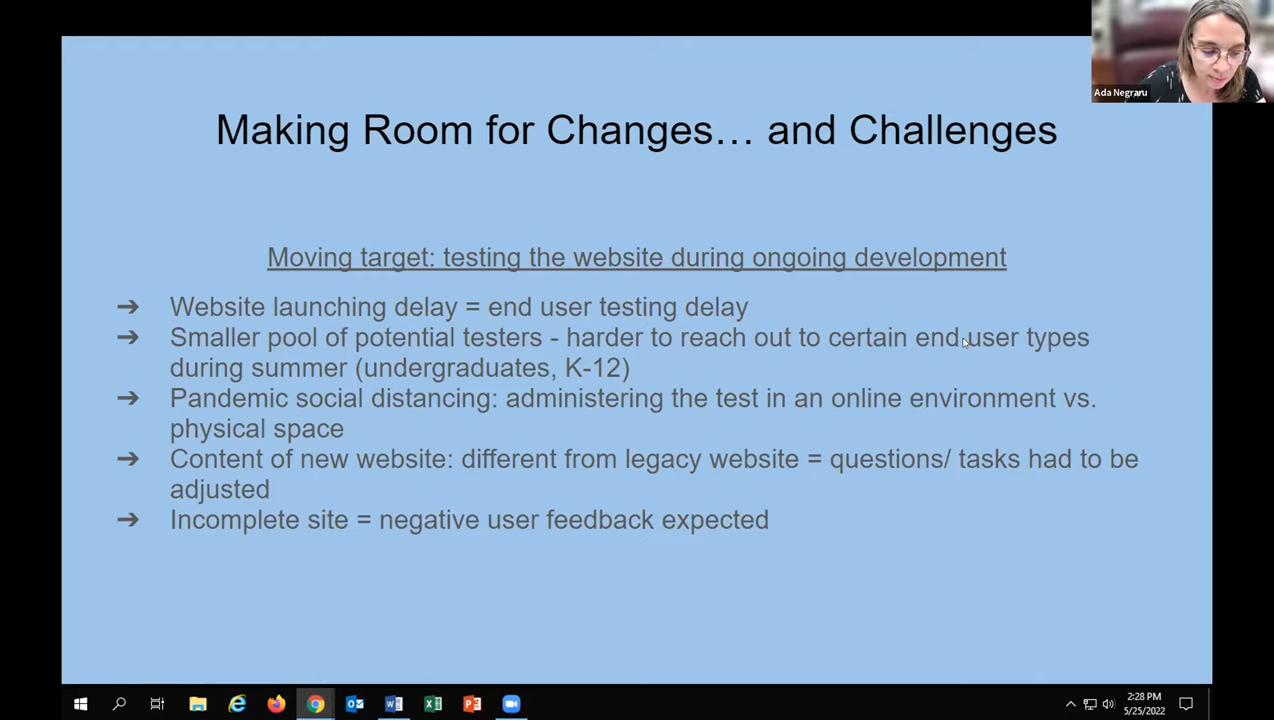 Ada Negraru
Making Room for Changes… and Challenges
Moving target: testing the website during ongoing development
➔ Website launching delay = end user testing delay
➔ Smaller pool of potential testers - harder to reach out to certain end user types
during summer (undergraduates, K-12)
➔ Pandemic social distancing: administering the test in an online environment vs.
physical space
➔ Content of new website: different from legacy website = questions/ tasks had to be
adjusted
➔ Incomplete site = negative user feedback expected
2:28 PM
5/25/2022